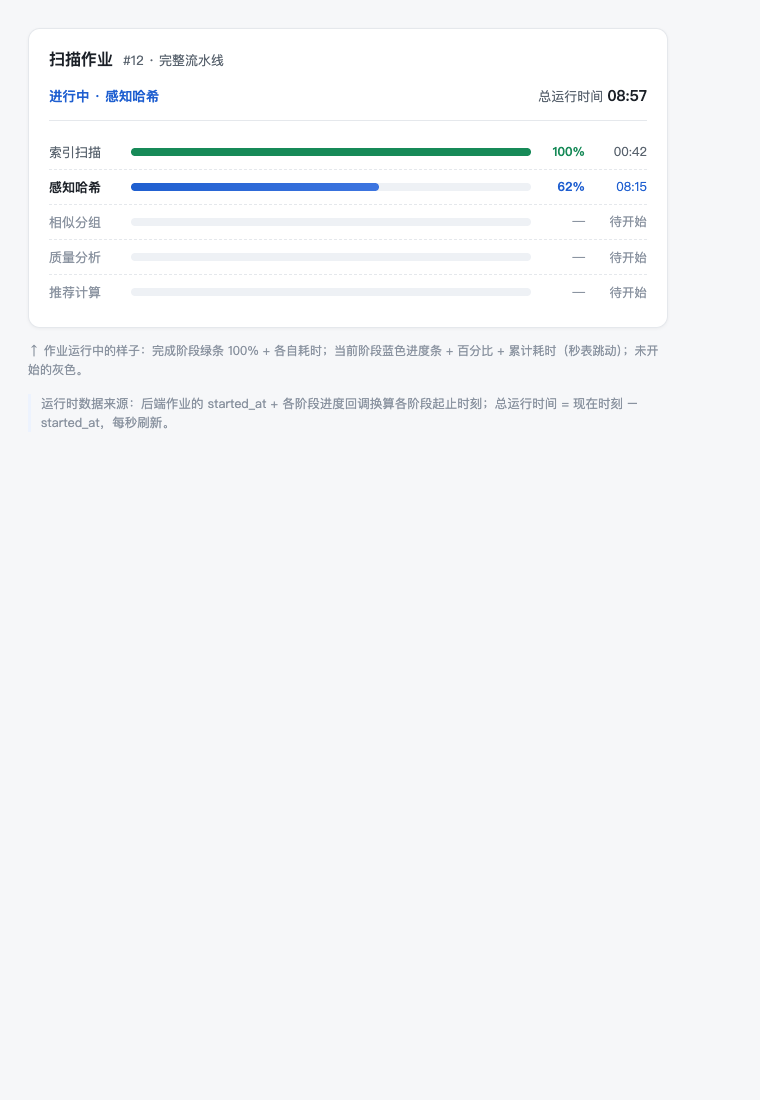 扫描作业 #12 · 完整流水线
进行中 · 感知哈希 总运行时间 08:57
索引扫描 100% 00:42
感知哈希 62% 08:15
相似分组 — 待开始
质量分析 — 待开始
推荐计算 — 待开始
↑ 作业运行中的样子：完成阶段绿条 100% + 各自耗时；当前阶段蓝色进度条 + 百分比 + 累计耗时（秒表跳动）；未开
始的灰色。
运行时数据来源：后端作业的 started_at + 各阶段进度回调换算各阶段起止时刻；总运行时间 = 现在时刻 −
started_at，每秒刷新。